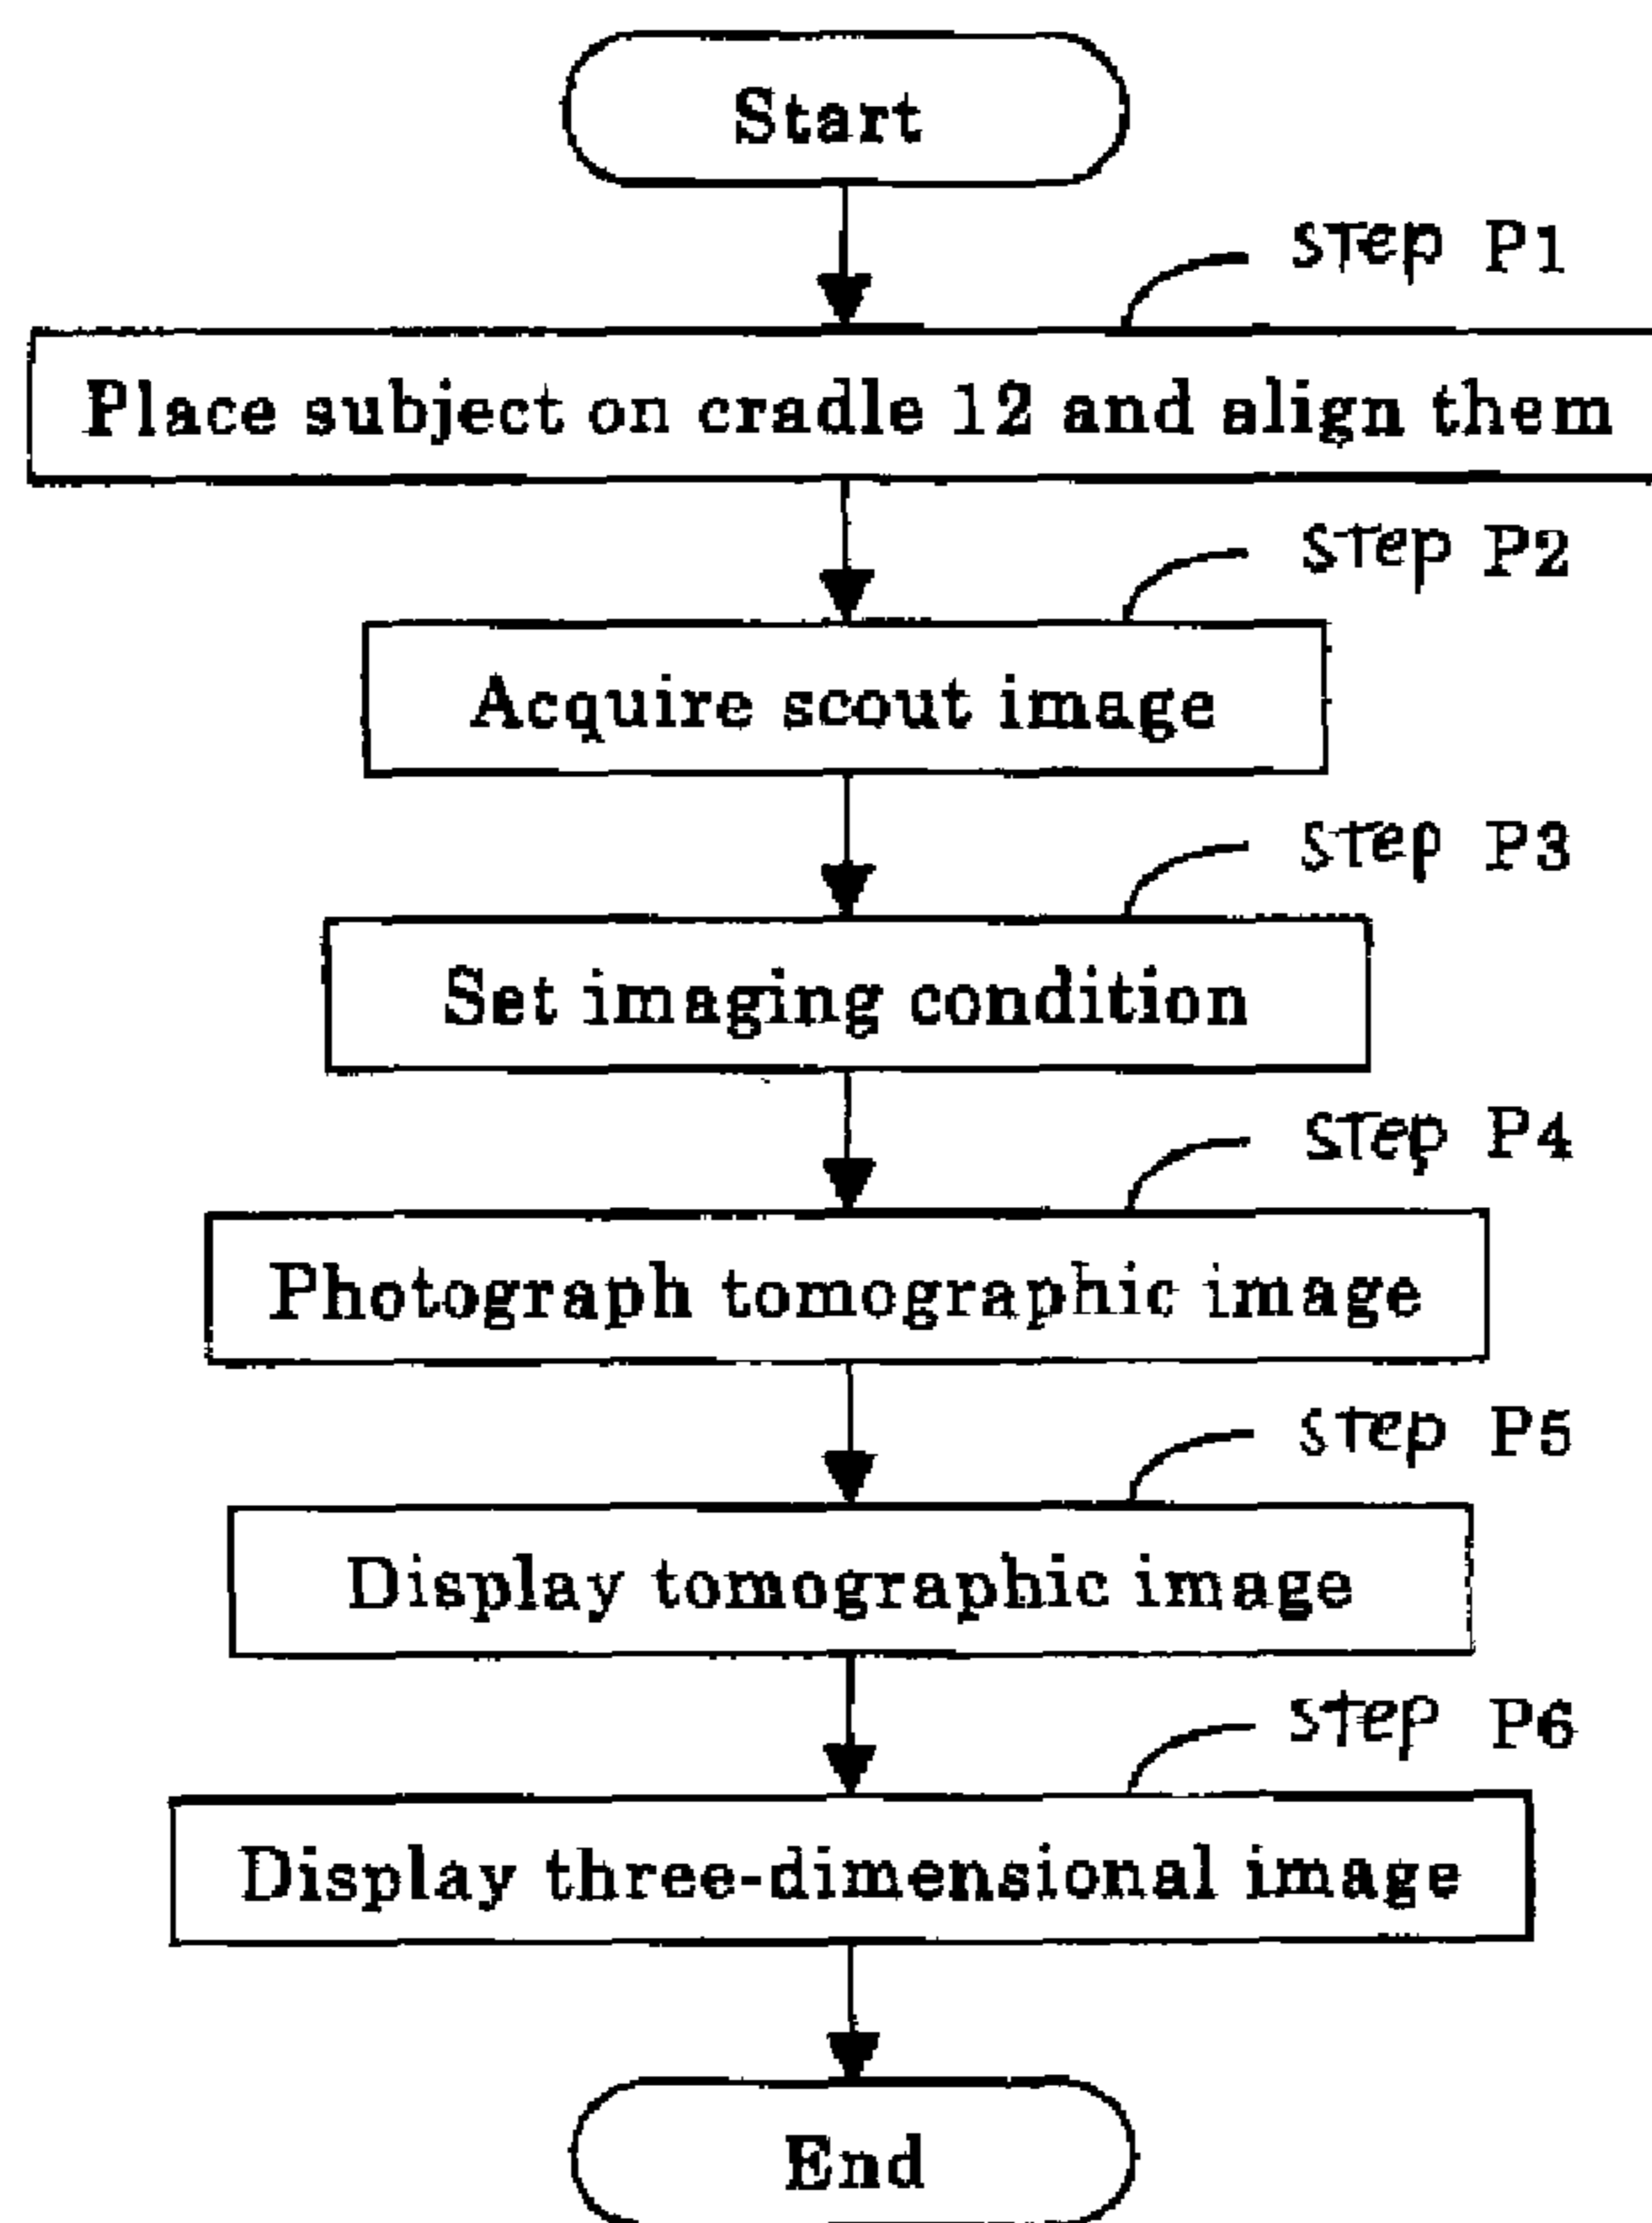 Start
step P1
Place subject on cradle 12 and align them
step P2
Acquire scout image
step P3
Set imaging condition
step P4
Photograph tomographic image
step P5
Display tomographic image
step P6
Display three-dimensional image
End